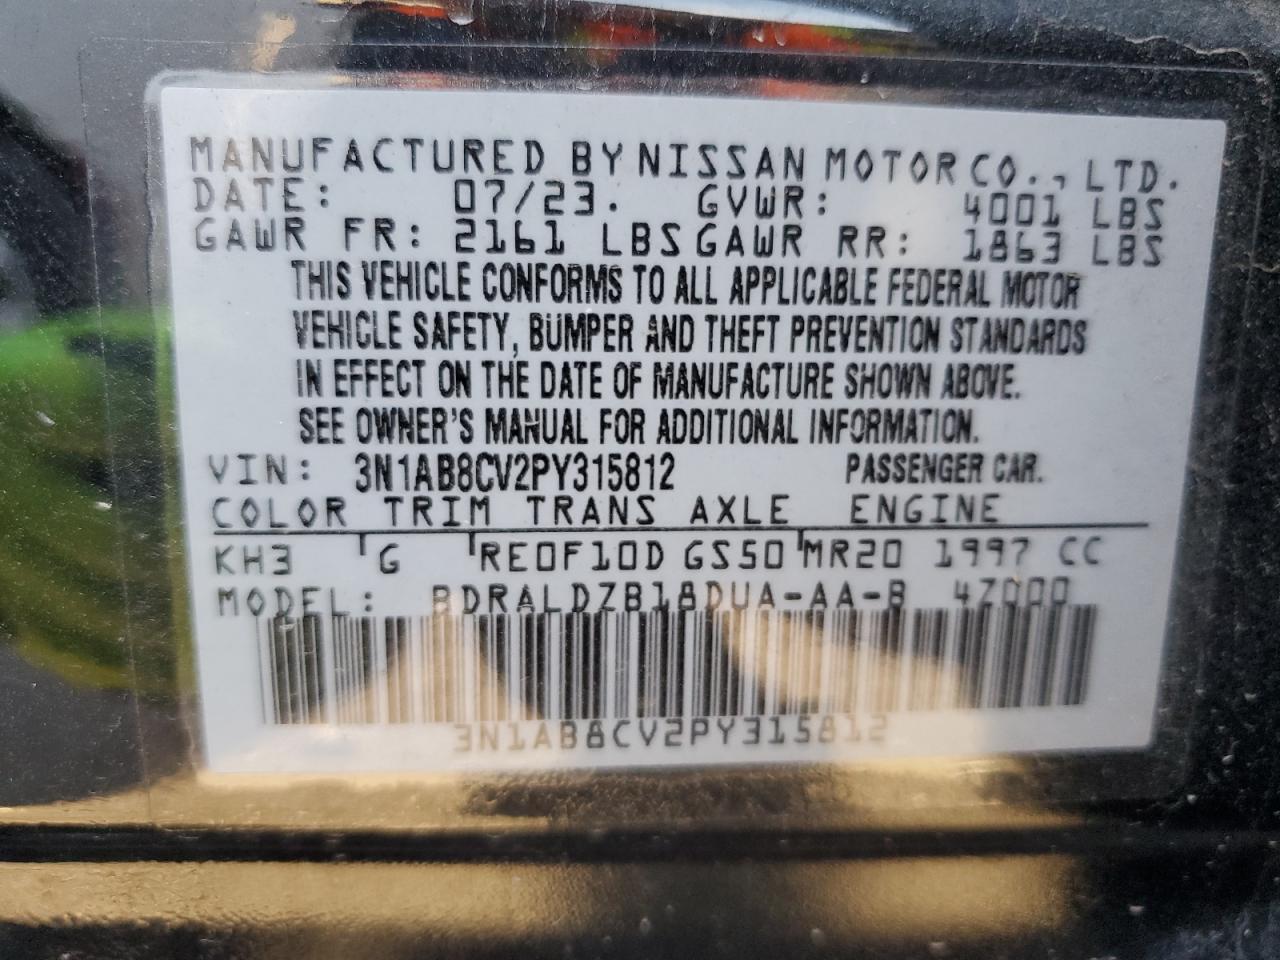 MANUFACTURED BY NISSAN MOTOR CO., LTD.
DATE: 07/23. GVWR: 4001 LBS
GAWR FR: 2161 LBS GAWR RR: 1863 LBS
THIS VEHICLE CONFORMS TO ALL APPLICABLE FEDERAL MOTOR
VEHICLE SAFETY, BUMPER AND THEFT PREVENTION STANDARDS
IN EFFECT ON THE DATE OF MANUFACTURE SHOWN ABOVE.
SEE OWNER'S MANUAL FOR ADDITIONAL INFORMATION.
VIN: 3N1AB8CV2PY315812 PASSENGER CAR.
COLOR TRIM TRANS AXLE ENGINE
KH3 G RE0F10D GS50 MR20 1997 CC
MODEL: BDRALDZB18DUA-AA-B 4Z000
3N1AB8CV2PY315812